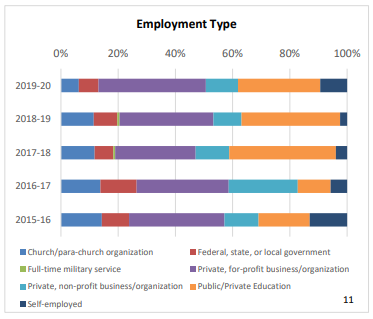 Employment Type
0% 20% 40% 60% 80% 100%
2019-20
2018-19
2017-18
2016-17
2015-16
Church/para-church organization Federal, state, or local government
Full-time military service Private, for-profit business/organization
Private, non-profit business/organization Public/Private Education
Self-employed
11